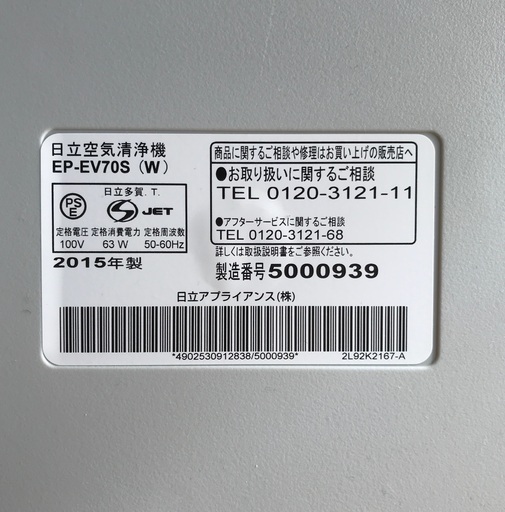 日立空気清浄機
EP-EV70S (W)
日立多賀. T.
PS
E
JET
定格電圧 定格消費電力 定格周波数
100V 63 W 50-60Hz
2015年製
商品に関するご相談や修理はお買い上げの販売店へ
●お取り扱いに関するご相談
TEL 0120-3121-11
●アフターサービスに関するご相談
TEL 0120-3121-68
詳しくは取扱説明書をご参照ください。
製造番号5000939
日立アプライアンス(株)
*4902530912838/5000939*
2L92K2167-A